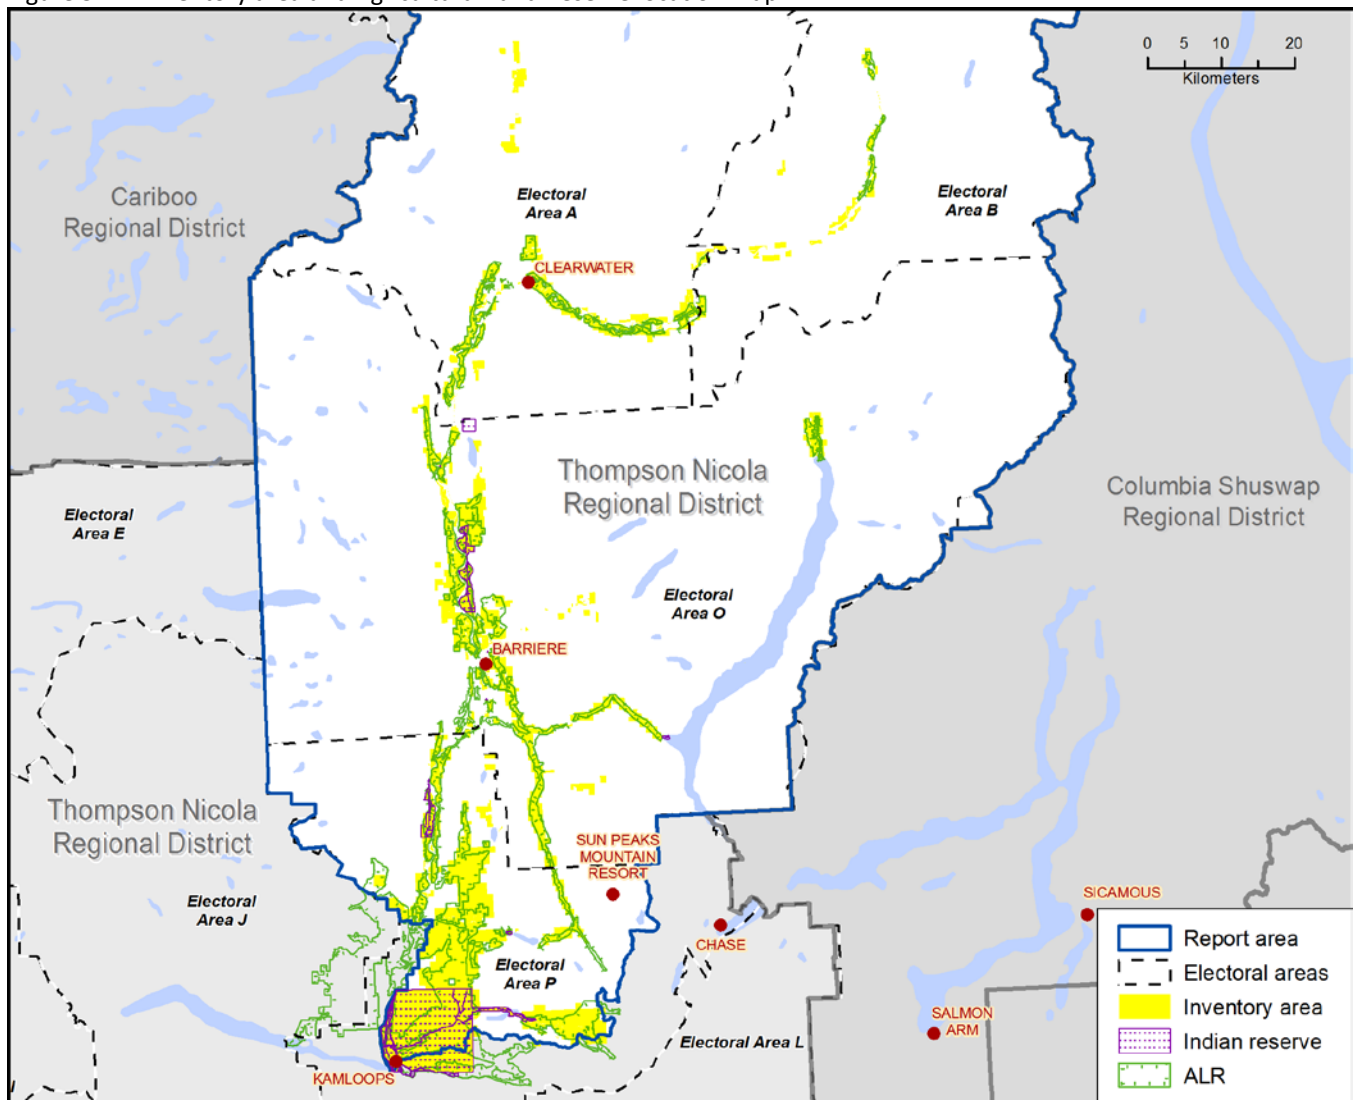 0 5 10 20
Kilometers
Cariboo
Regional District
Electoral
Area A
Electoral
Area B
CLEARWATER
Thompson Nicola
Regional District
Columbia Shuswap
Regional District
Electoral
Area E
Electoral
Area O
BARRIERE
Thompson Nicola
Regional District
SUN PEAKS
MOUNTAIN
RESORT
Electoral
Area J
SICAMOUS
CHASE
Electoral
Area P
SALMON
ARM
Electoral Area L
KAMLOOPS
Report area
Electoral areas
Inventory area
Indian reserve
ALR